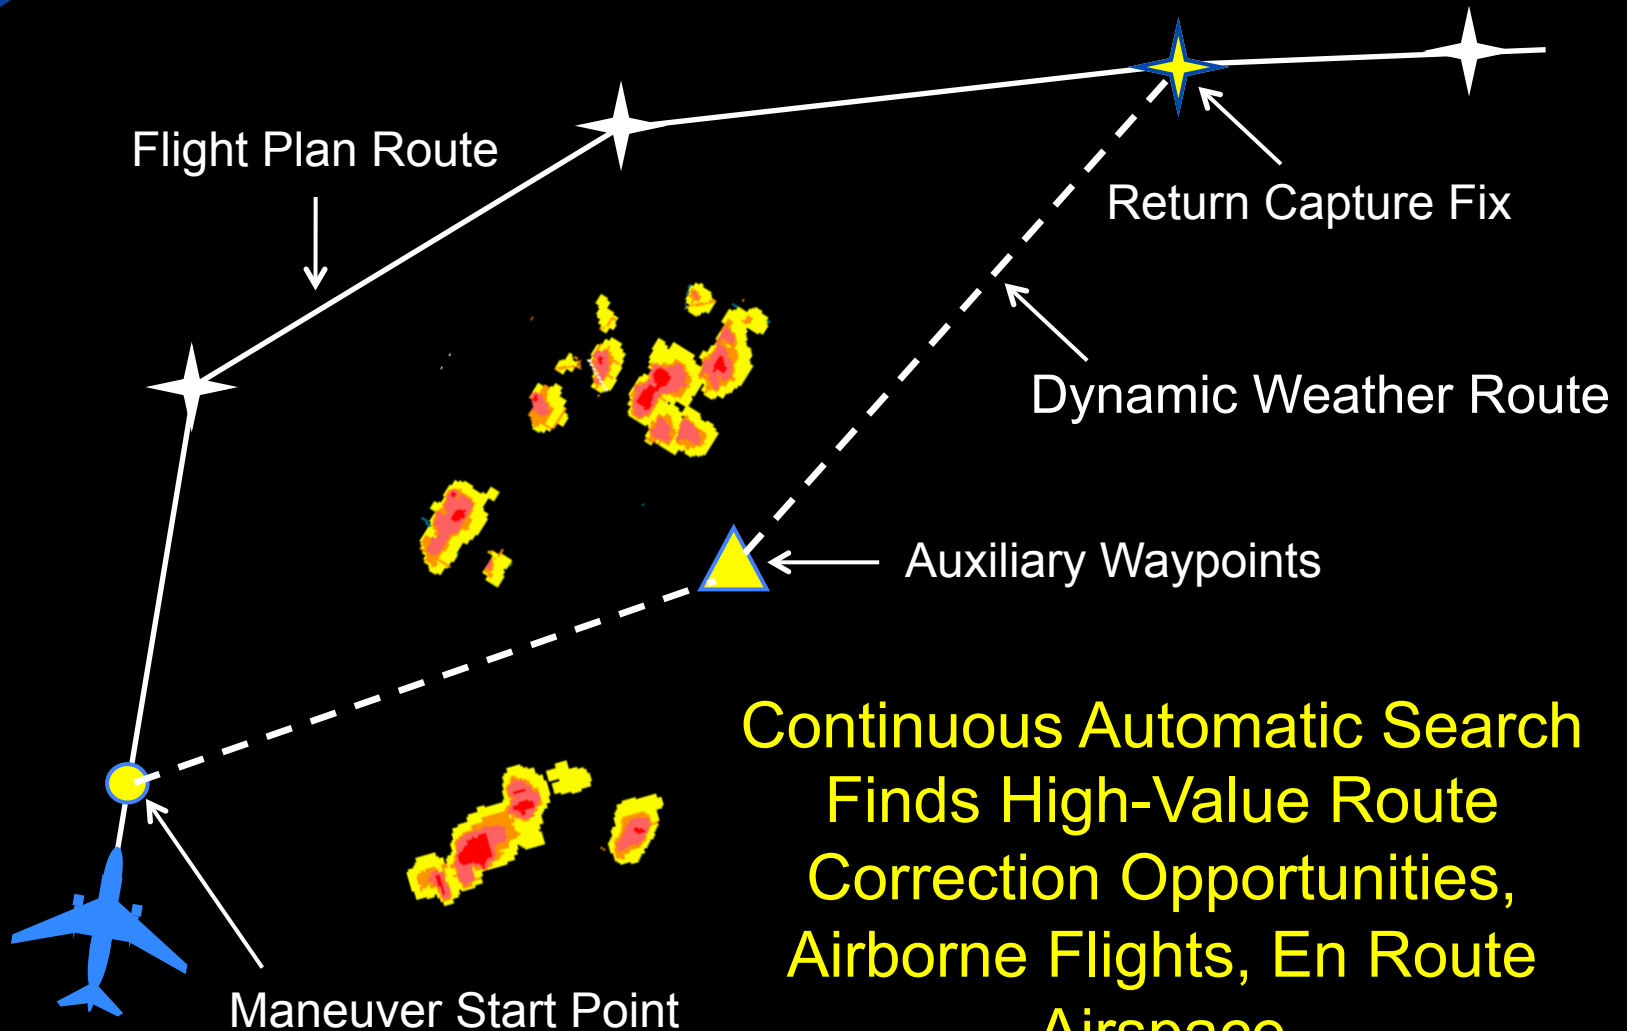 Flight Plan Route
Return Capture Fix
Dynamic Weather Route
Auxiliary Waypoints
Continuous Automatic Search
Finds High-Value Route
Correction Opportunities,
Airborne Flights, En Route
Airspace
Maneuver Start Point